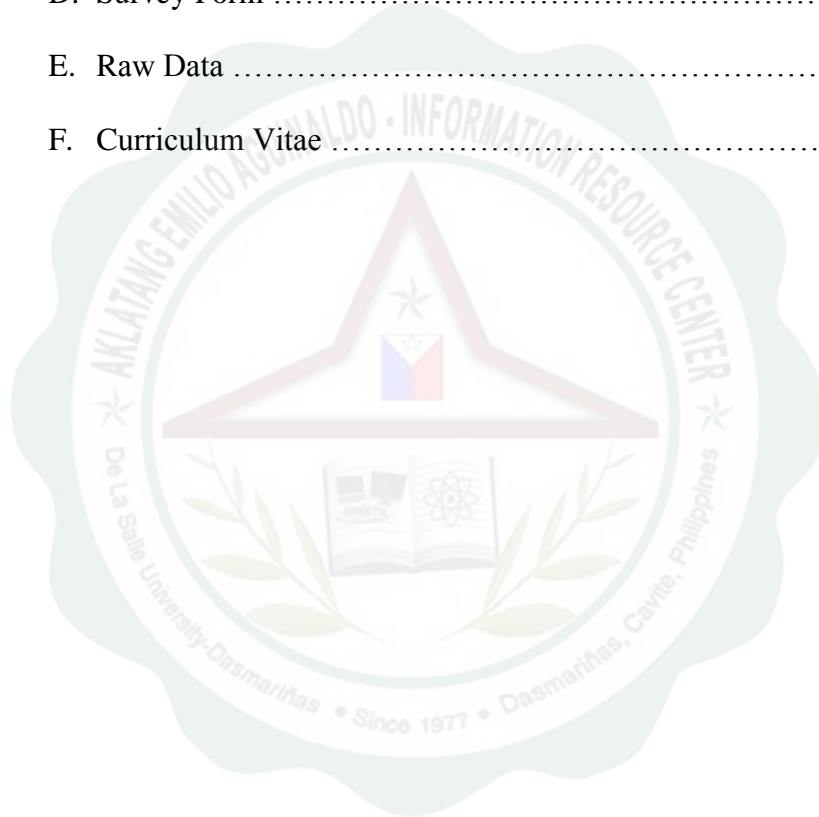 D. Survey Form ………………………………………………
E. Raw Data …………………………………………………
F. Curriculum Vitae …………………………………………
AKLATANG EMILIO AGUINALDO - INFORMATION RESOURCE CENTER
De La Salle University-Dasmariñas • Since 1977 • Dasmariñas, Cavite, Philippines